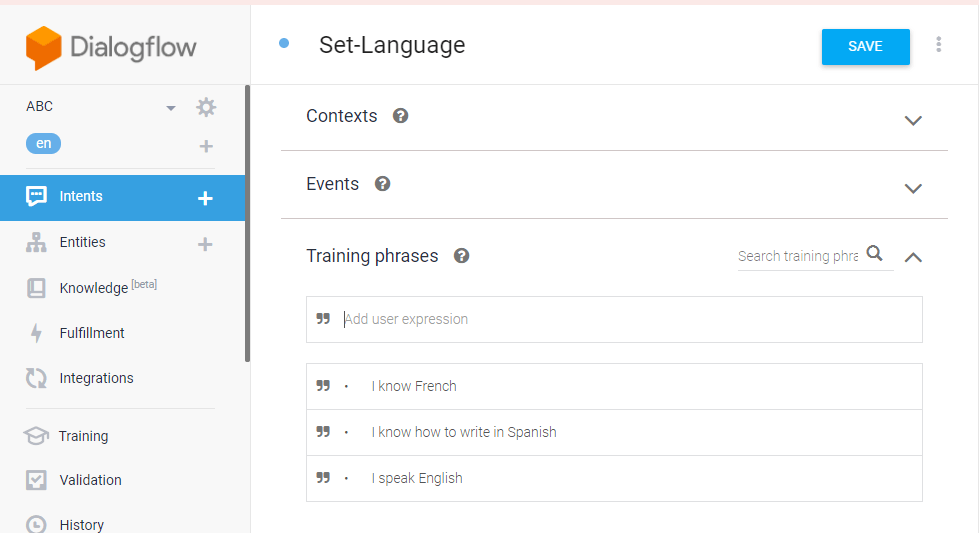 Dialogflow
Set-Language
SAVE
ABC
en
Intents
Entities
Knowledge [beta]
Fulfillment
Integrations
Training
Validation
History
Contexts
Events
Training phrases
Search training phra
Add user expression
I know French
I know how to write in Spanish
I speak English